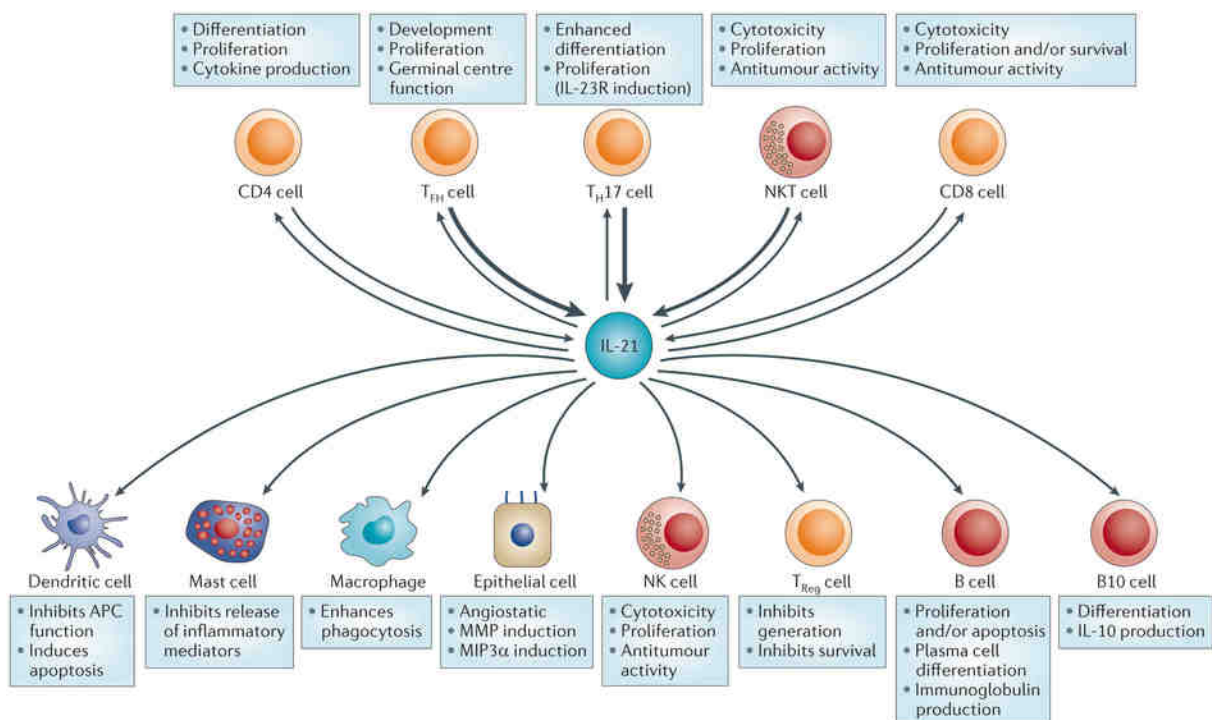 • Differentiation
• Proliferation
• Cytokine production
• Development
• Proliferation
• Germinal centre
function
• Enhanced
differentiation
• Proliferation
(IL-23R induction)
• Cytotoxicity
• Proliferation
• Antitumour activity
• Cytotoxicity
• Proliferation and/or survival
• Antitumour activity
CD4 cell
TFH cell
TH17 cell
NKT cell
CD8 cell
IL-21
Dendritic cell
Mast cell
Macrophage
Epithelial cell
NK cell
TReg cell
B cell
B10 cell
• Inhibits APC
function
• Induces
apoptosis
• Inhibits release
of inflammatory
mediators
• Enhances
phagocytosis
• Angiostatic
• MMP induction
• MIP3α induction
• Cytotoxicity
• Proliferation
• Antitumour
activity
• Inhibits
generation
• Inhibits survival
• Proliferation
and/or apoptosis
• Plasma cell
differentiation
• Immunoglobulin
production
• Differentiation
• IL-10 production